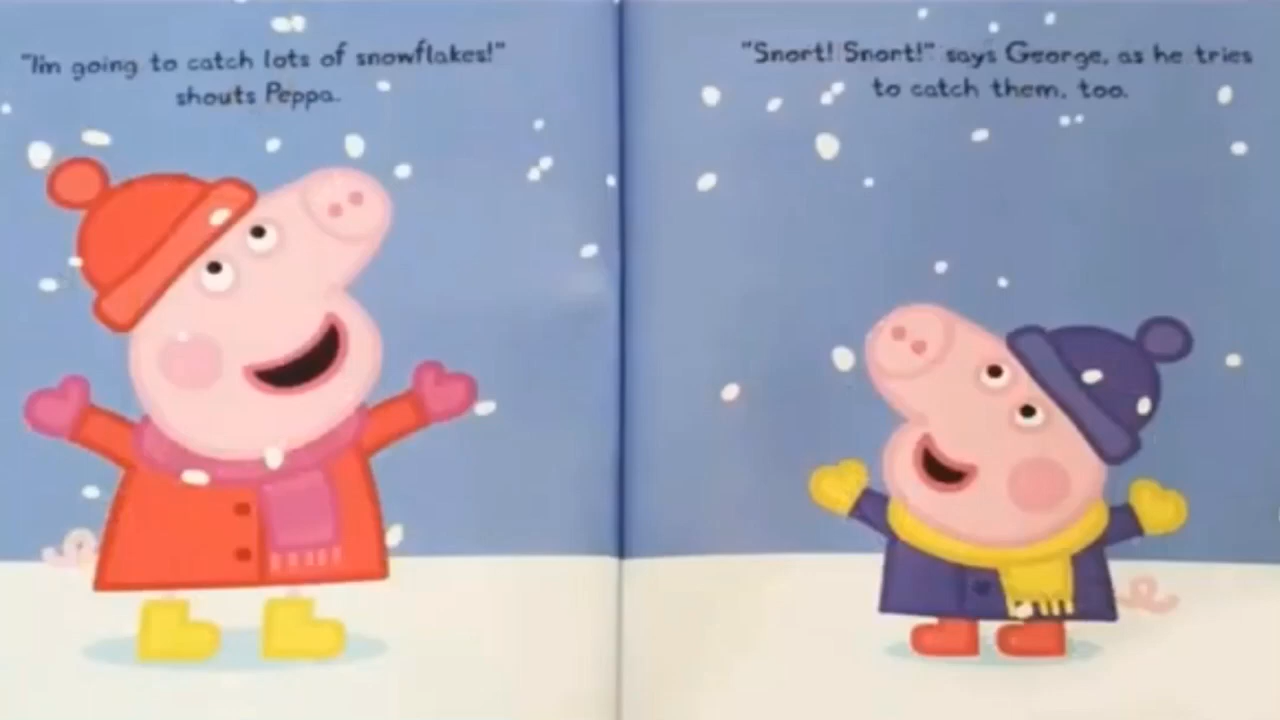 "I'm going to catch lots of snowflakes!"
shouts Peppa.
"Snort! Snort!" says George, as he tries
to catch them, too.